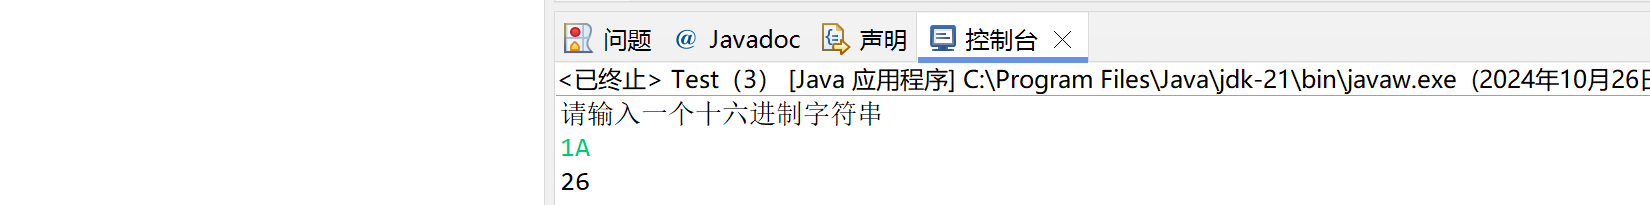 问题 @ Javadoc 声明 控制台
<已终止> Test（3） [Java 应用程序] C:\Program Files\Java\jdk-21\bin\javaw.exe（2024年10月26日
请输入一个十六进制字符串
1A
26